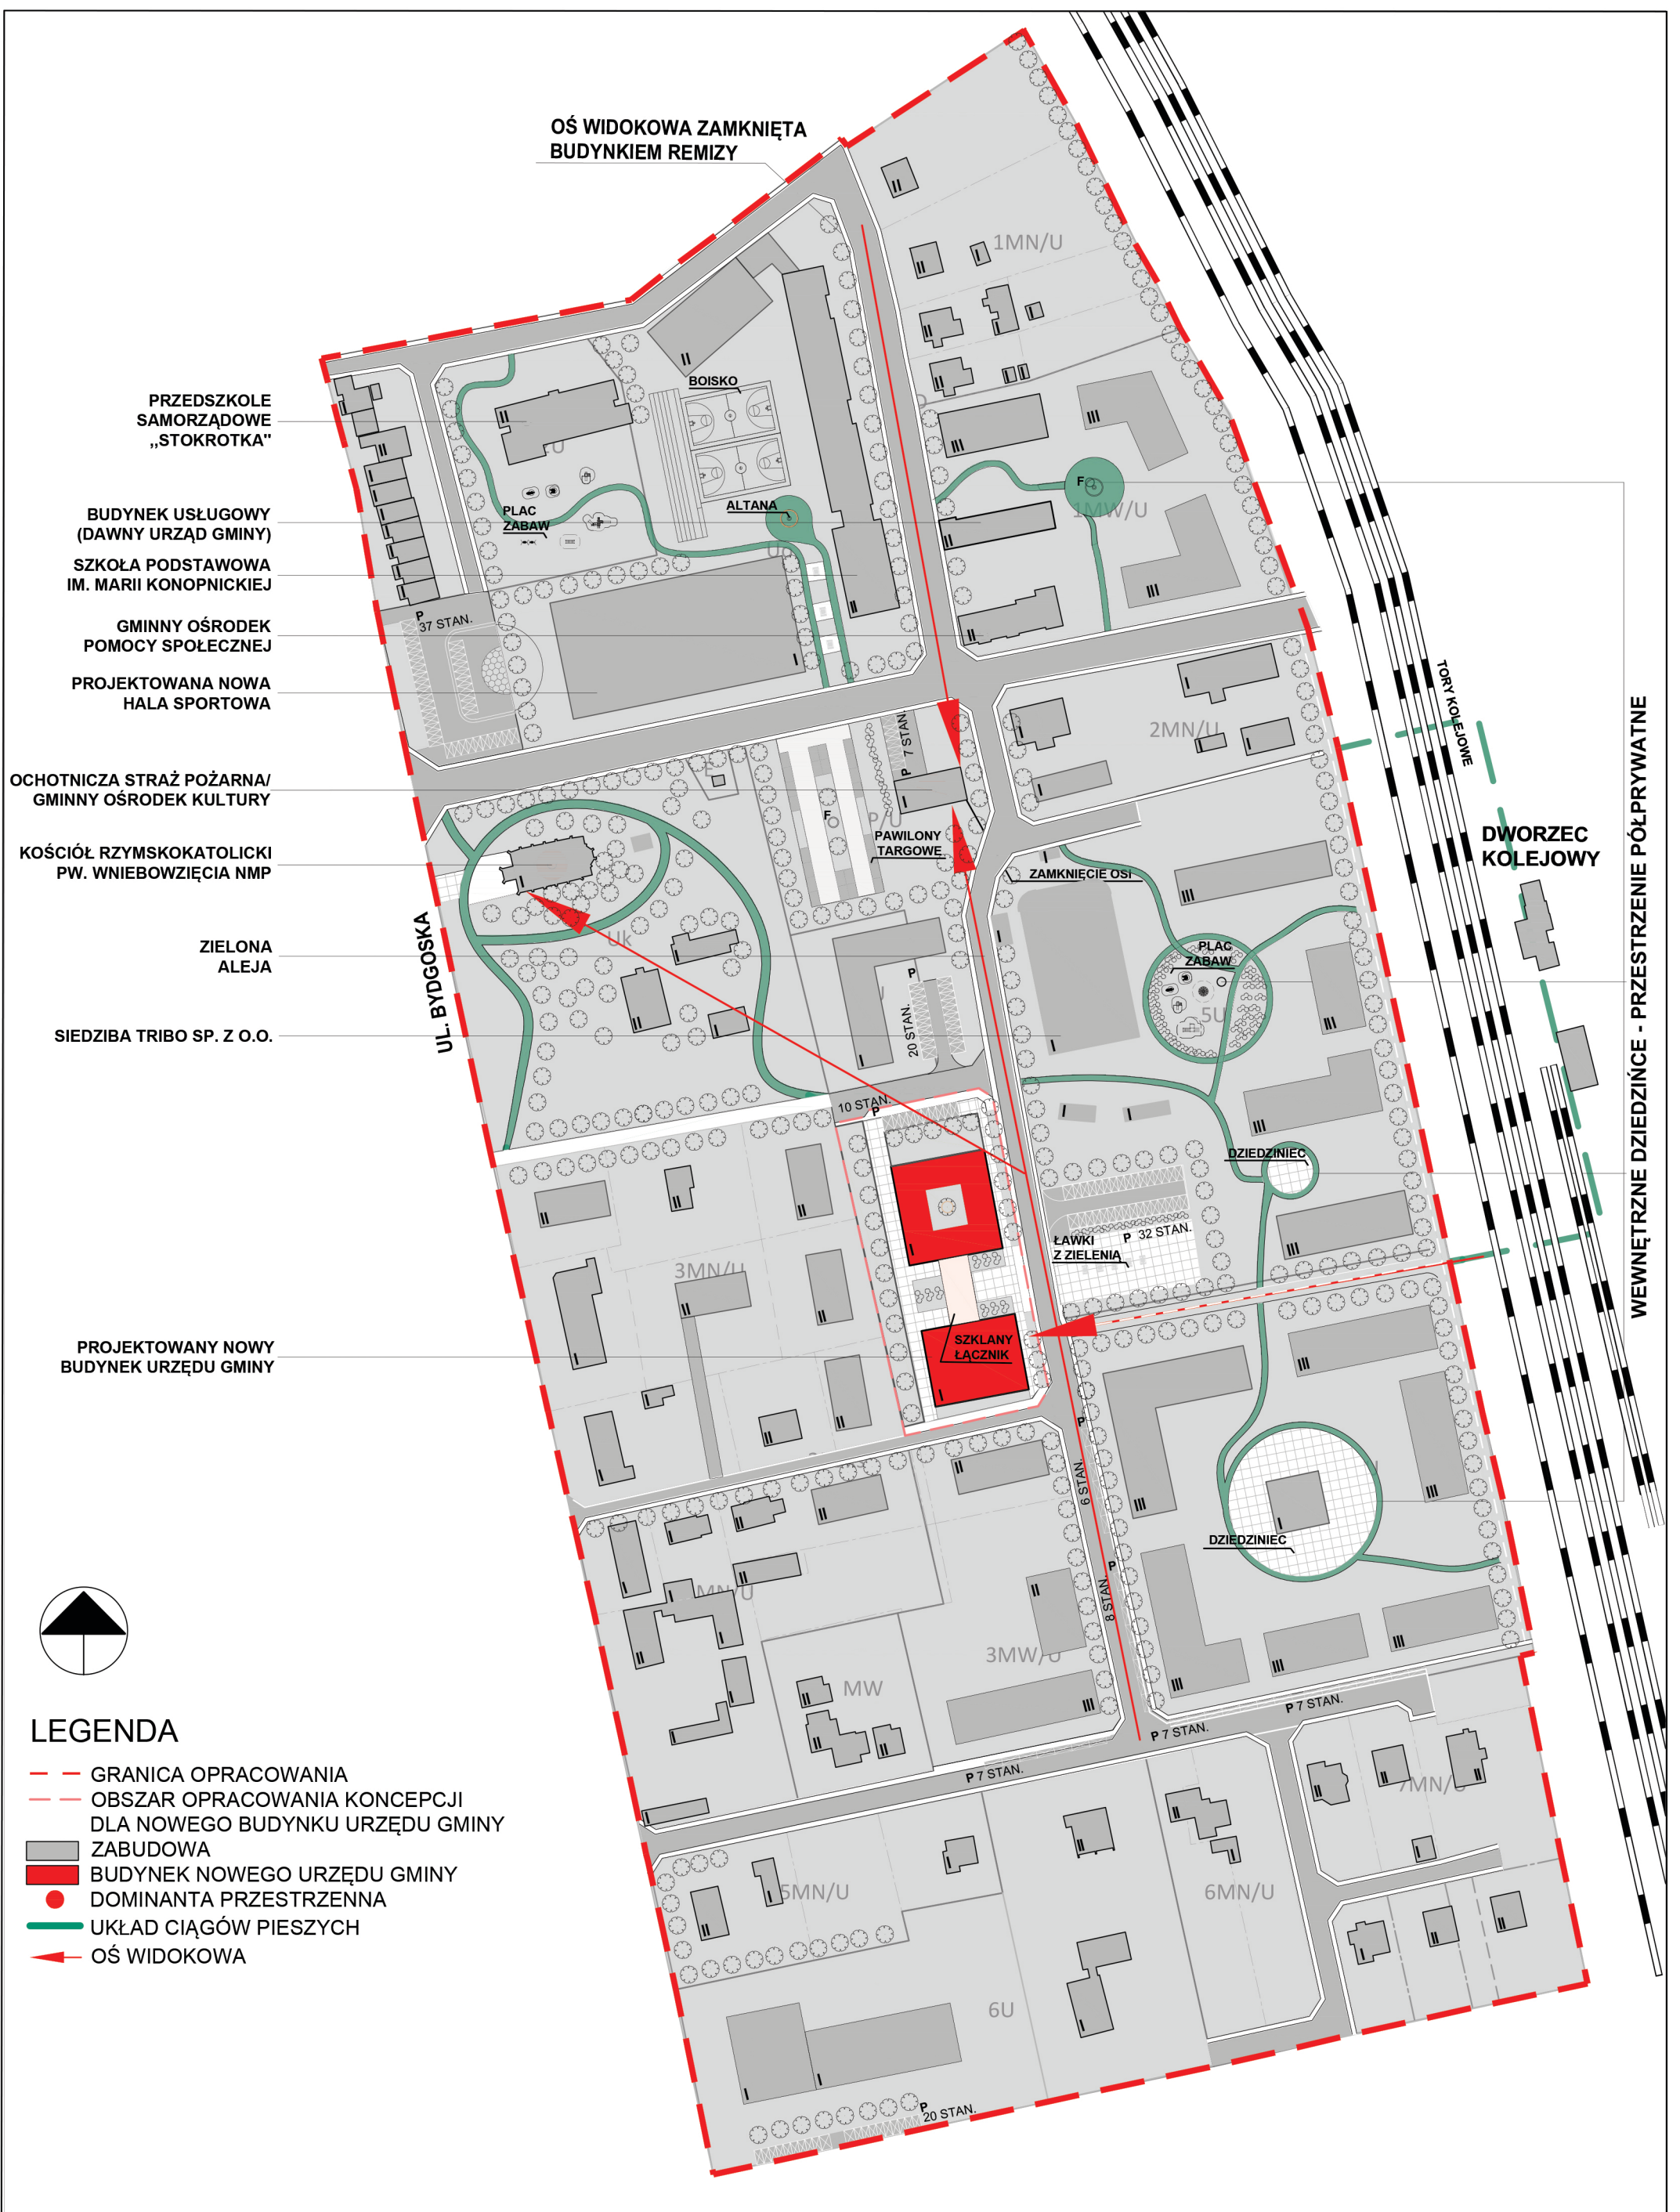 OŚ WIDOKOWA ZAMKNIĘTA
BUDYNKIEM REMIZY
PRZEDSZKOLE
SAMORZĄDOWE
,,STOKROTKA"
BUDYNEK USŁUGOWY
(DAWNY URZĄD GMINY)
SZKOŁA PODSTAWOWA
IM. MARII KONOPNICKIEJ
GMINNY OŚRODEK
POMOCY SPOŁECZNEJ
PROJEKTOWANA NOWA
HALA SPORTOWA
OCHOTNICZA STRAŻ POŻARNA/
GMINNY OŚRODEK KULTURY
KOŚCIÓŁ RZYMSKOKATOLICKI
PW. WNIEBOWZIĘCIA NMP
ZIELONA
ALEJA
SIEDZIBA TRIBO SP. Z O.O.
PROJEKTOWANY NOWY
BUDYNEK URZĘDU GMINY
UL. BYDGOSKA
1MN/U
BOISKO
PLAC
ZABAW
ALTANA
F
1MW/U
P
37 STAN.
2MN/U
P 7 STAN.
F
P/U
PAWILONY
TARGOWE
ZAMKNIĘCIE OSI
TORY KOLEJOWE
DWORZEC
KOLEJOWY
WEWNĘTRZNE DZIEDZIŃCE - PRZESTRZENIE PÓŁPRYWATNE
Uk
PLAC
ZABAW
5U
P
20 STAN.
10 STAN.
P
DZIEDZINIEC
ŁAWKI
Z ZIELENIĄ
P 32 STAN.
3MN/U
SZKLANY
ŁĄCZNIK
P
6 STAN.
P
8 STAN.
DZIEDZINIEC
MN/U
3MW/U
MW
P 7 STAN.
P 7 STAN.
P 7 STAN.
7MN/U
5MN/U
6MN/U
6U
P
20 STAN.
LEGENDA
GRANICA OPRACOWANIA
OBSZAR OPRACOWANIA KONCEPCJI
DLA NOWEGO BUDYNKU URZĘDU GMINY
ZABUDOWA
BUDYNEK NOWEGO URZĘDU GMINY
DOMINANTA PRZESTRZENNA
UKŁAD CIĄGÓW PIESZYCH
OŚ WIDOKOWA